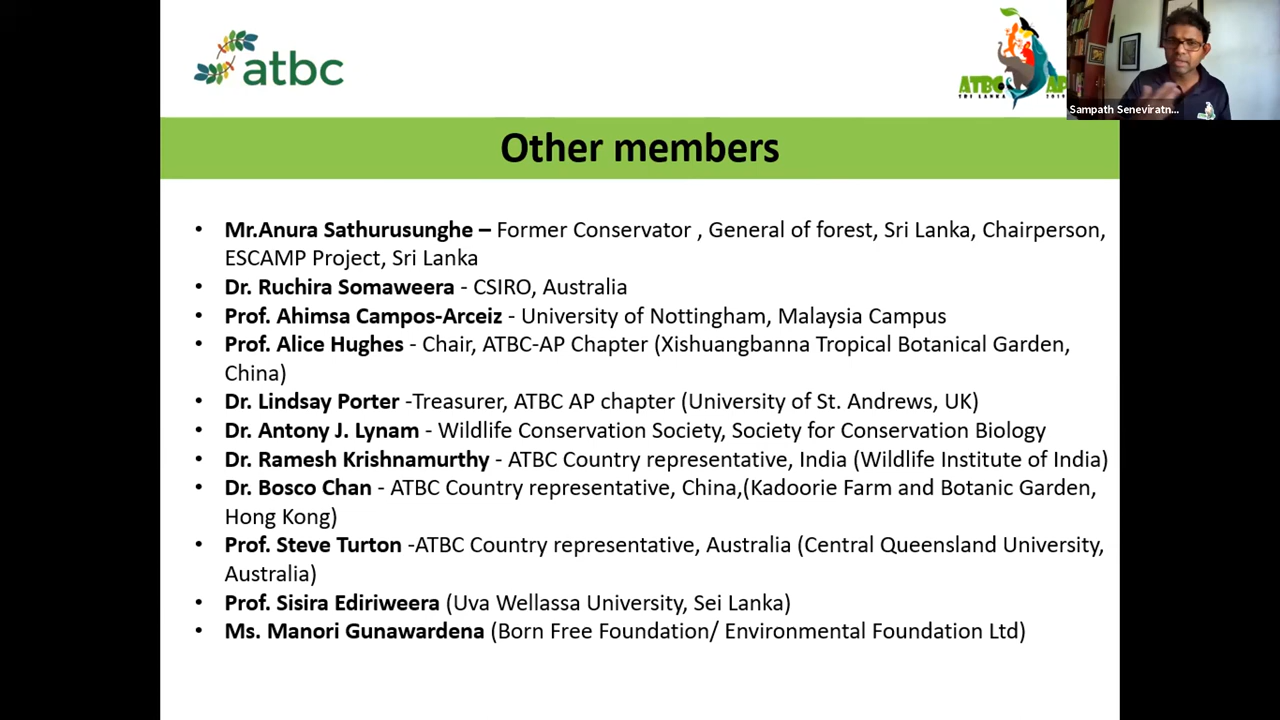 atbc
ATBC AP
SRI LANKA 2019
Sampath Seneviratn...
Other members
• Mr.Anura Sathurusunghe – Former Conservator , General of forest, Sri Lanka, Chairperson,
ESCAMP Project, Sri Lanka
• Dr. Ruchira Somaweera - CSIRO, Australia
• Prof. Ahimsa Campos-Arceiz - University of Nottingham, Malaysia Campus
• Prof. Alice Hughes - Chair, ATBC-AP Chapter (Xishuangbanna Tropical Botanical Garden,
China)
• Dr. Lindsay Porter -Treasurer, ATBC AP chapter (University of St. Andrews, UK)
• Dr. Antony J. Lynam - Wildlife Conservation Society, Society for Conservation Biology
• Dr. Ramesh Krishnamurthy - ATBC Country representative, India (Wildlife Institute of India)
• Dr. Bosco Chan - ATBC Country representative, China,(Kadoorie Farm and Botanic Garden,
Hong Kong)
• Prof. Steve Turton -ATBC Country representative, Australia (Central Queensland University,
Australia)
• Prof. Sisira Ediriweera (Uva Wellassa University, Sei Lanka)
• Ms. Manori Gunawardena (Born Free Foundation/ Environmental Foundation Ltd)